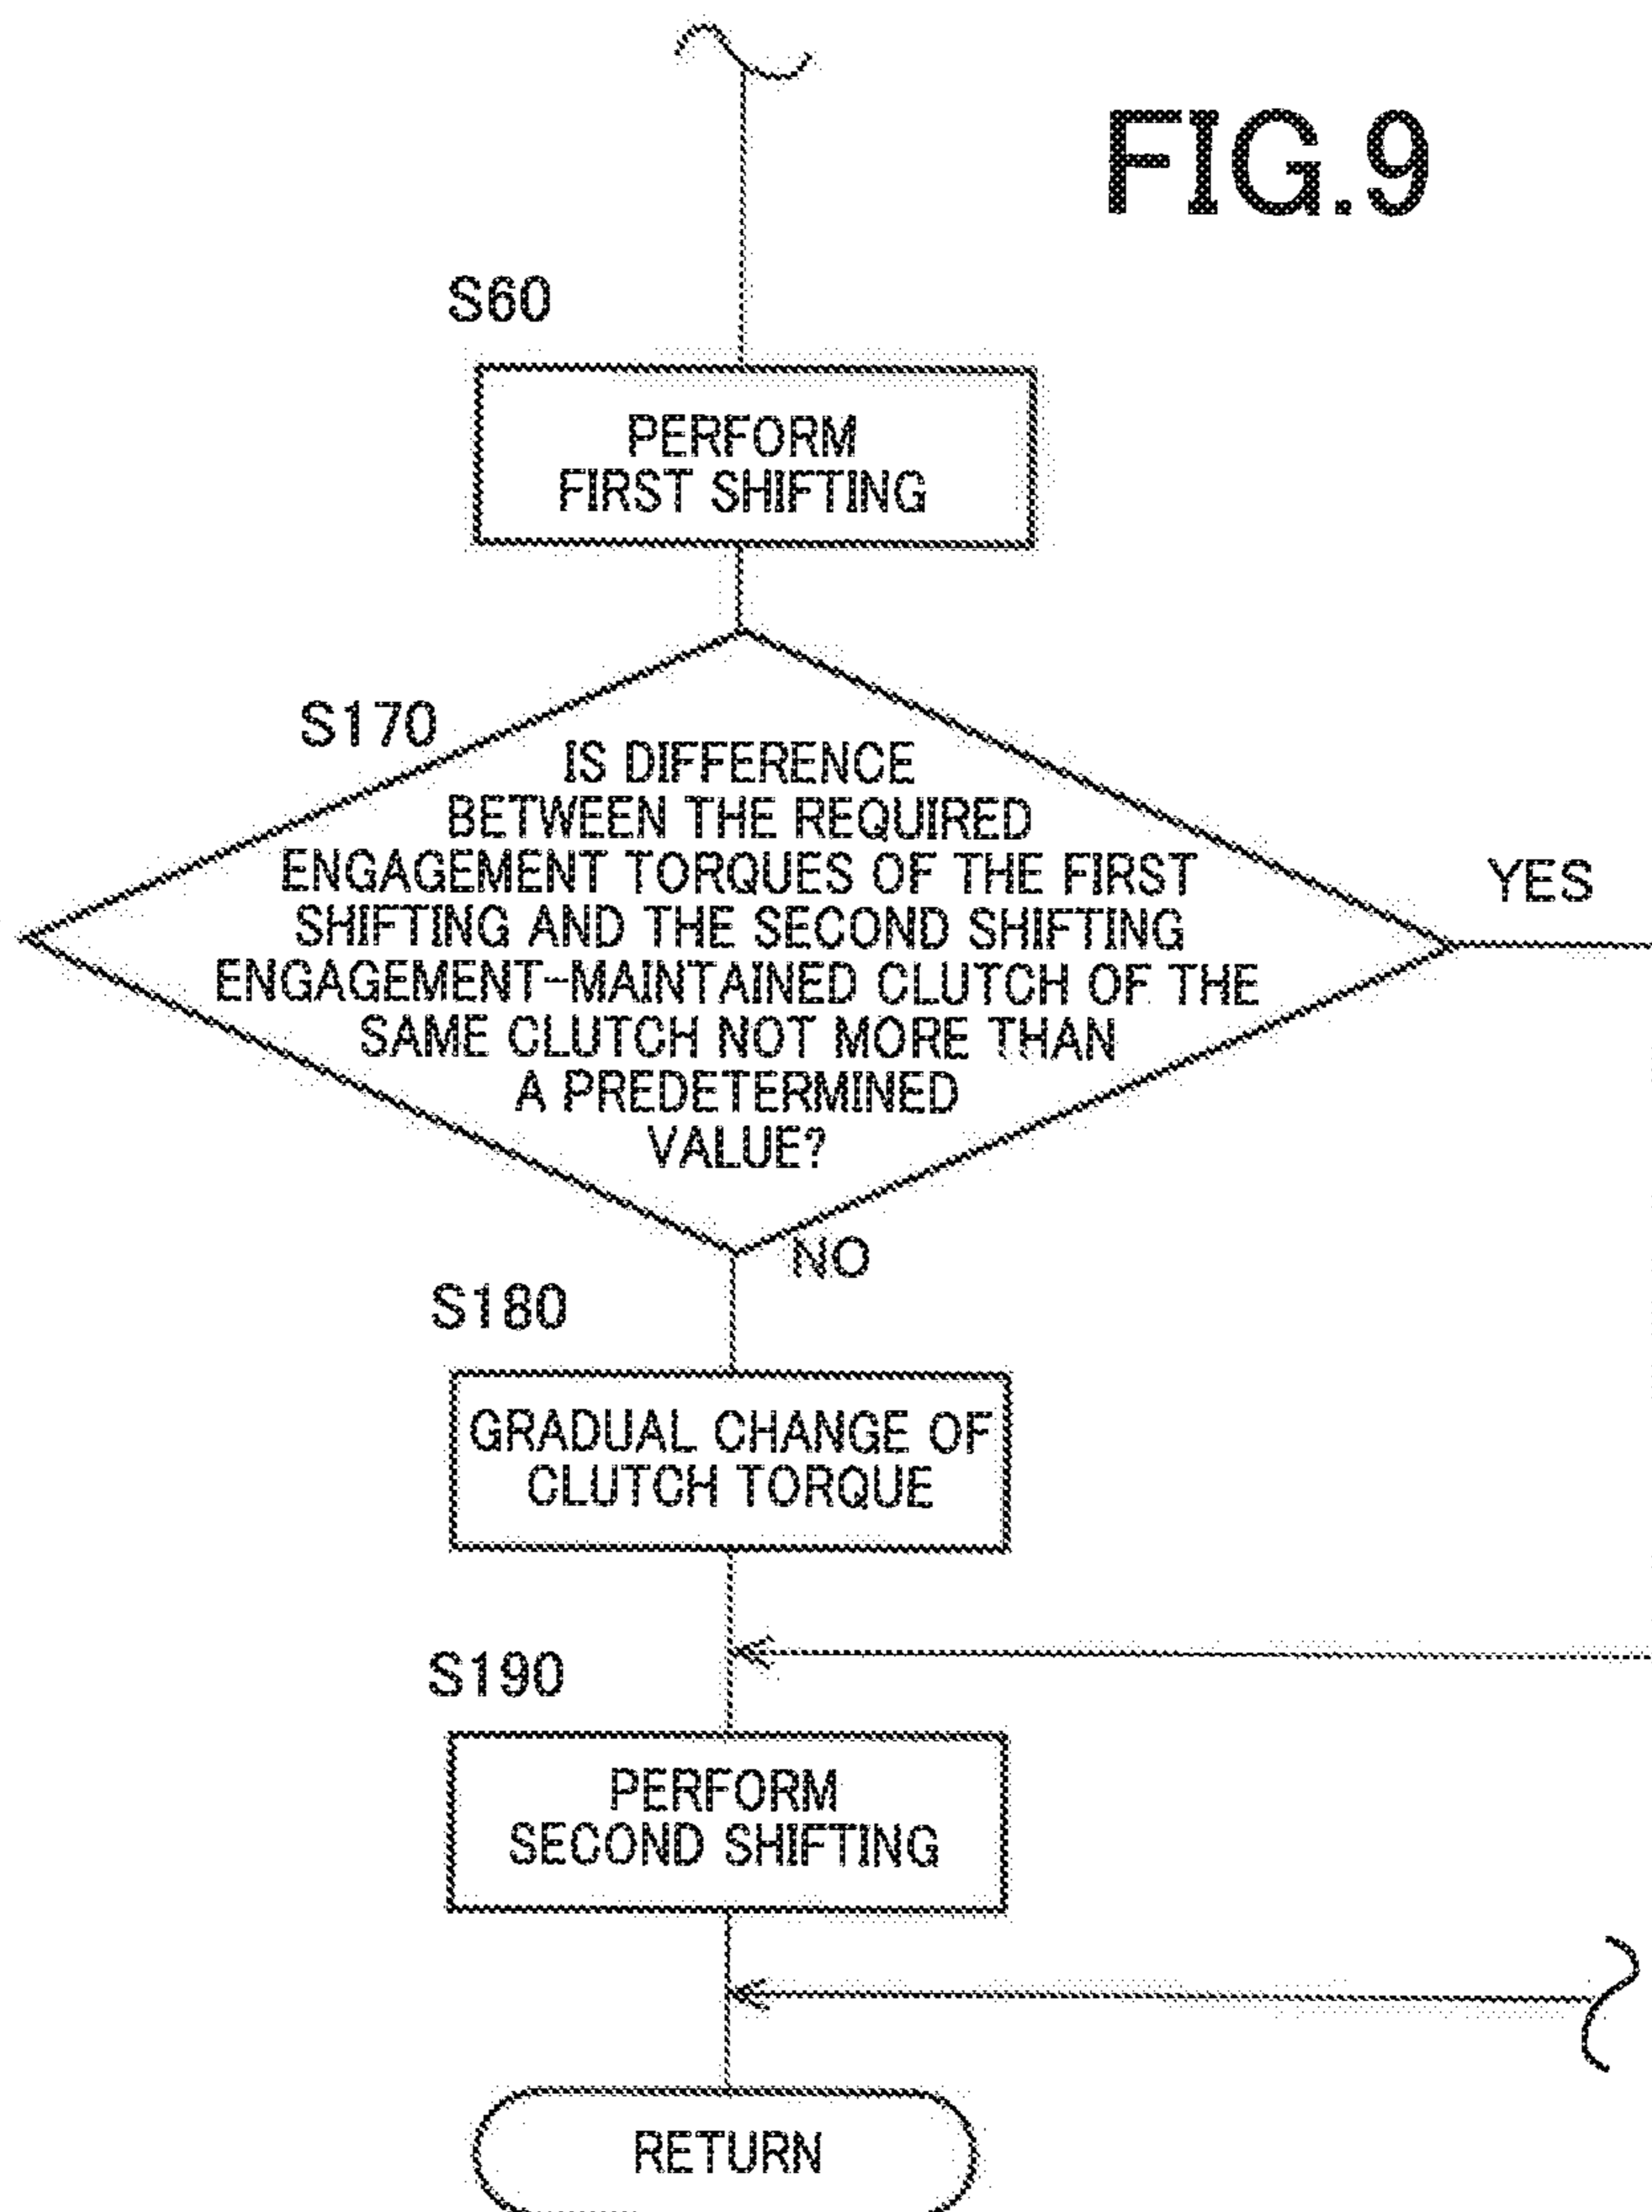 FIG.9
S60
PERFORM
FIRST SHIFTING
S170
IS DIFFERENCE
BETWEEN THE REQUIRED
ENGAGEMENT TORQUES OF THE FIRST
SHIFTING AND THE SECOND SHIFTING
ENGAGEMENT-MAINTAINED CLUTCH OF THE
SAME CLUTCH NOT MORE THAN
A PREDETERMINED
VALUE?
YES
NO
S180
GRADUAL CHANGE OF
CLUTCH TORQUE
S190
PERFORM
SECOND SHIFTING
RETURN